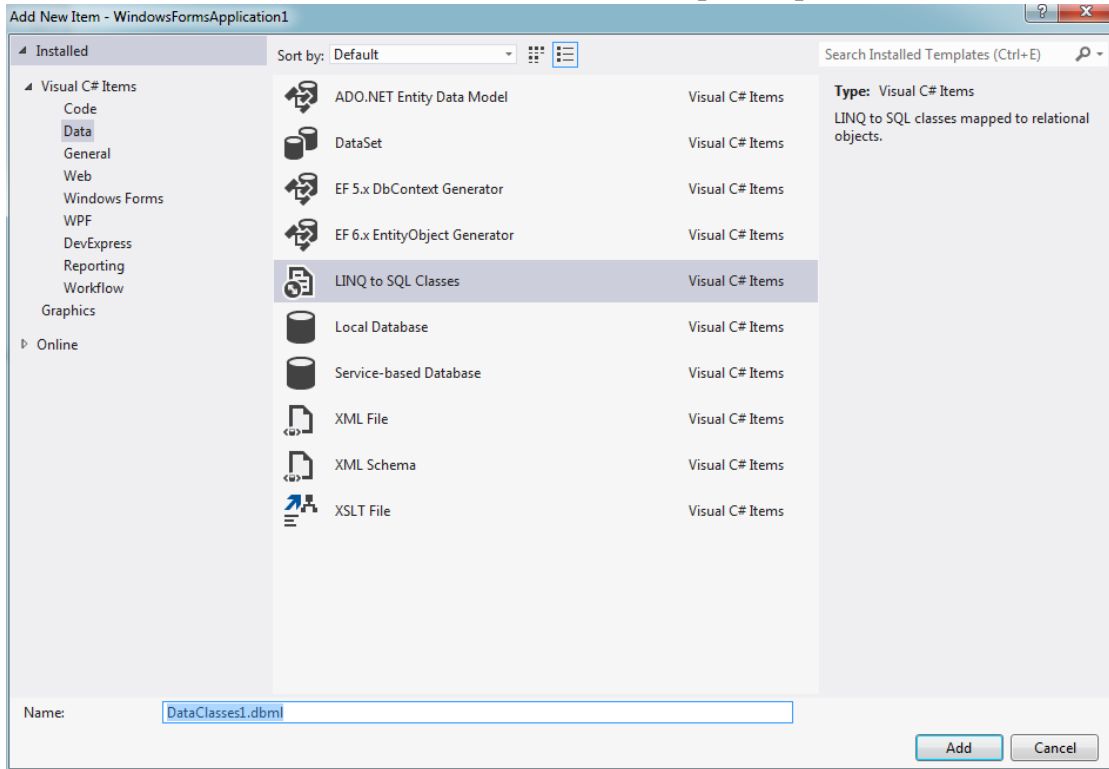 Add New Item - WindowsFormsApplication1
Installed
Sort by: Default
Search Installed Templates (Ctrl+E)
Visual C# Items
Code
Data
General
Web
Windows Forms
WPF
DevExpress
Reporting
Workflow
Graphics
Online
ADO.NET Entity Data Model Visual C# Items
DataSet Visual C# Items
EF 5.x DbContext Generator Visual C# Items
EF 6.x EntityObject Generator Visual C# Items
LINQ to SQL Classes Visual C# Items
Local Database Visual C# Items
Service-based Database Visual C# Items
XML File Visual C# Items
XML Schema Visual C# Items
XSLT File Visual C# Items
Type: Visual C# Items
LINQ to SQL classes mapped to relational
objects.
Name: DataClasses1.dbml
Add Cancel